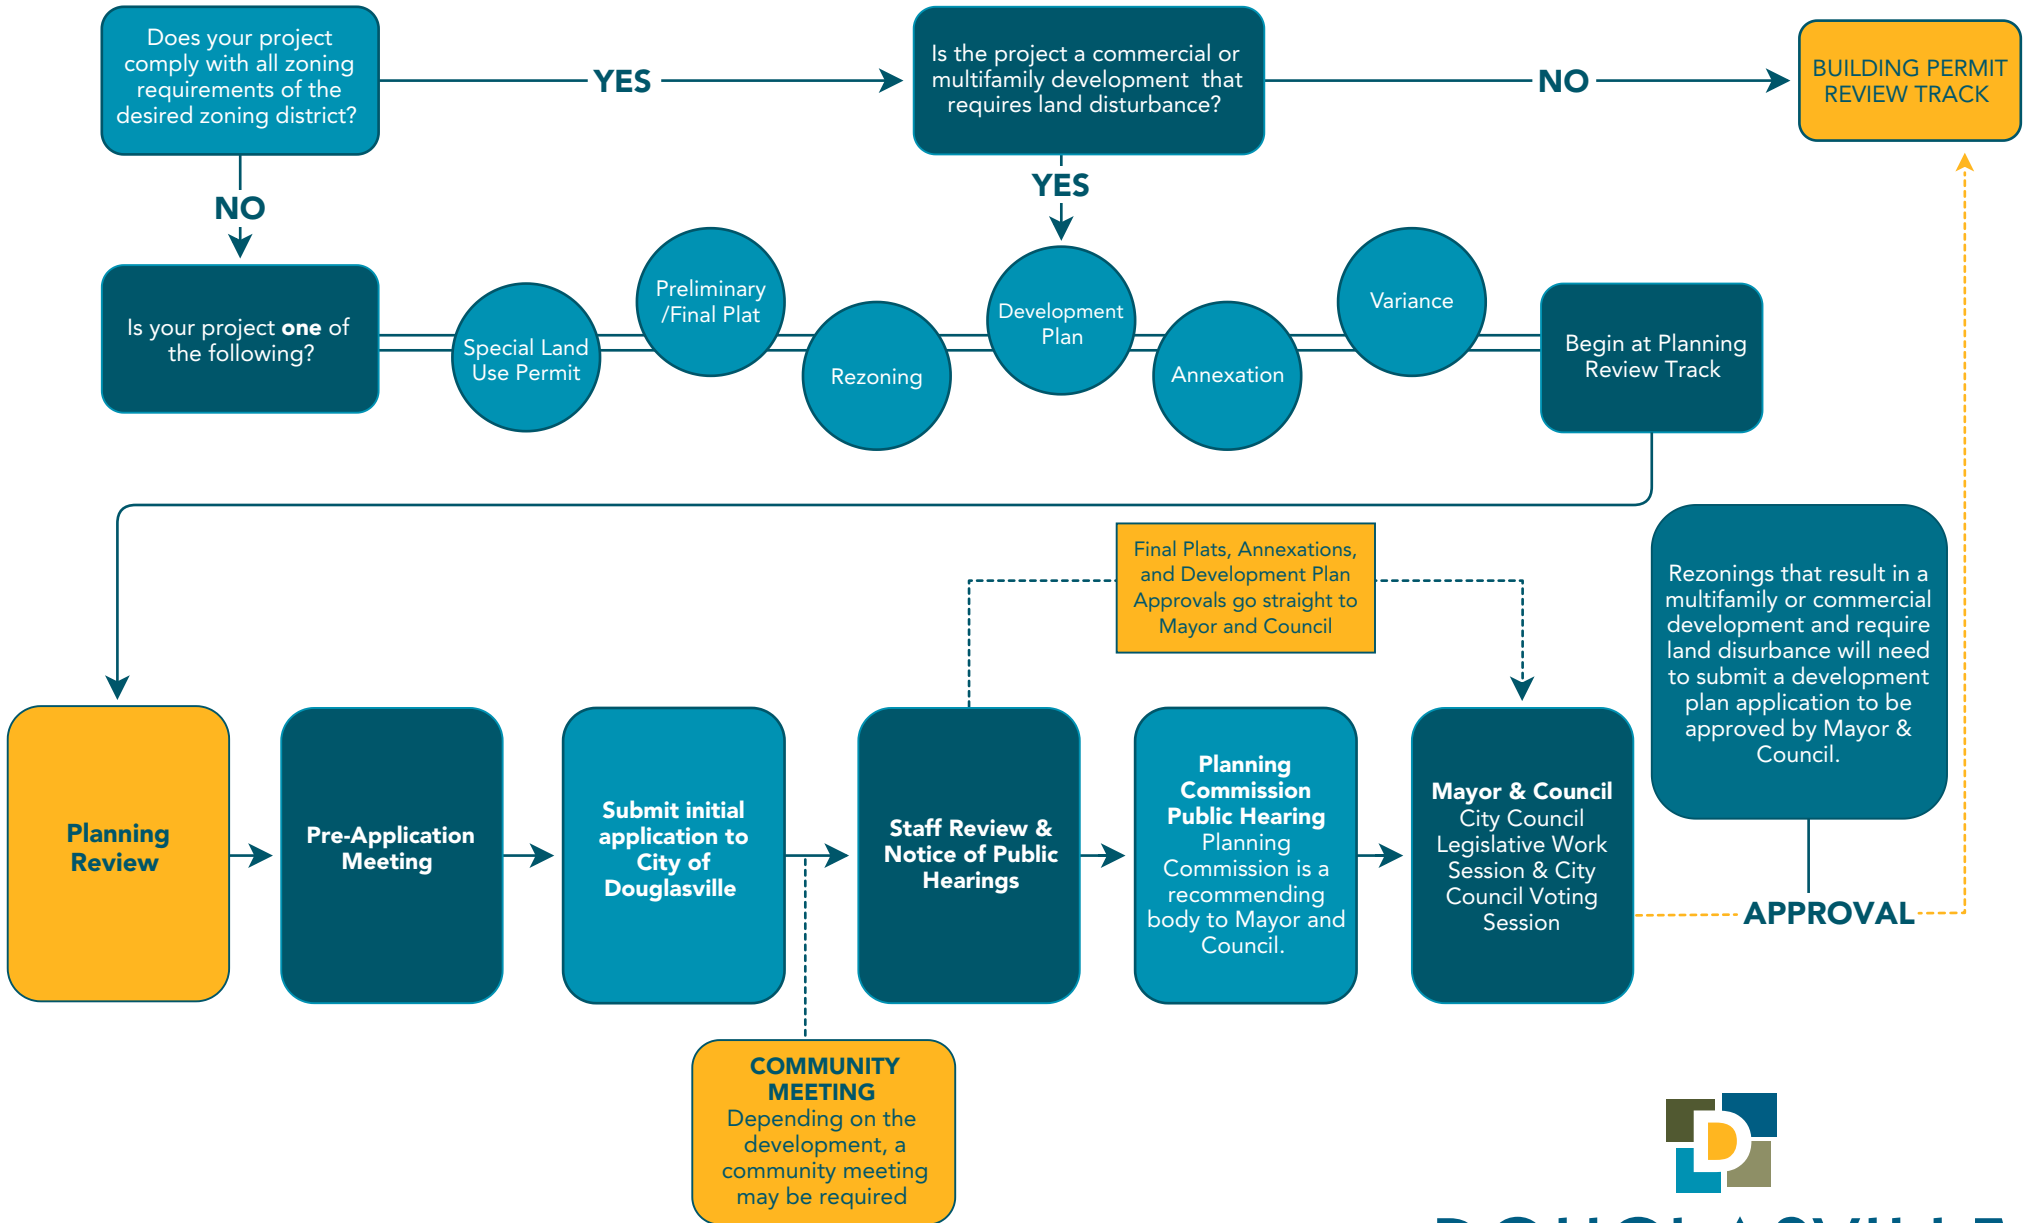 Does your project
comply with all zoning
requirements of the
desired zoning district?
YES
Is the project a commercial or
multifamily development that
requires land disturbance?
NO
BUILDING PERMIT
REVIEW TRACK
NO
YES
Is your project one of
the following?
Special Land
Use Permit
Preliminary
/Final Plat
Rezoning
Development
Plan
Annexation
Variance
Begin at Planning
Review Track
Final Plats, Annexations,
and Development Plan
Approvals go straight to
Mayor and Council
Rezonings that result in a
multifamily or commercial
development and require
land disurbance will need
to submit a development
plan application to be
approved by Mayor &
Council.
Planning
Review
Pre-Application
Meeting
Submit initial
application to
City of
Douglasville
Staff Review &
Notice of Public
Hearings
Planning
Commission
Public Hearing
Planning
Commission is a
recommending
body to Mayor and
Council.
Mayor & Council
City Council
Legislative Work
Session & City
Council Voting
Session
APPROVAL
COMMUNITY
MEETING
Depending on the
development, a
community meeting
may be required
D
DOUGLASVILLE